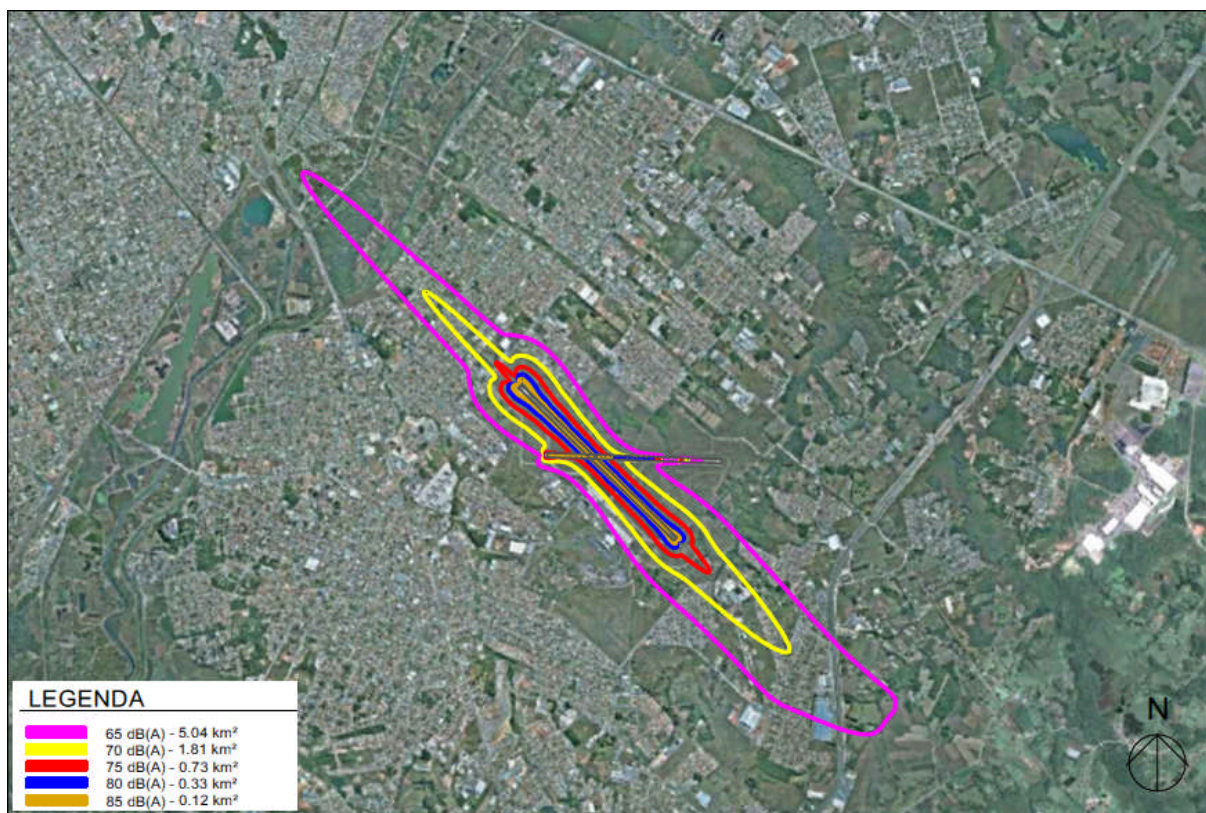 N
LEGENDA
65 dB(A) - 5.04 km²
70 dB(A) - 1.81 km²
75 dB(A) - 0.73 km²
80 dB(A) - 0.33 km²
85 dB(A) - 0.12 km²